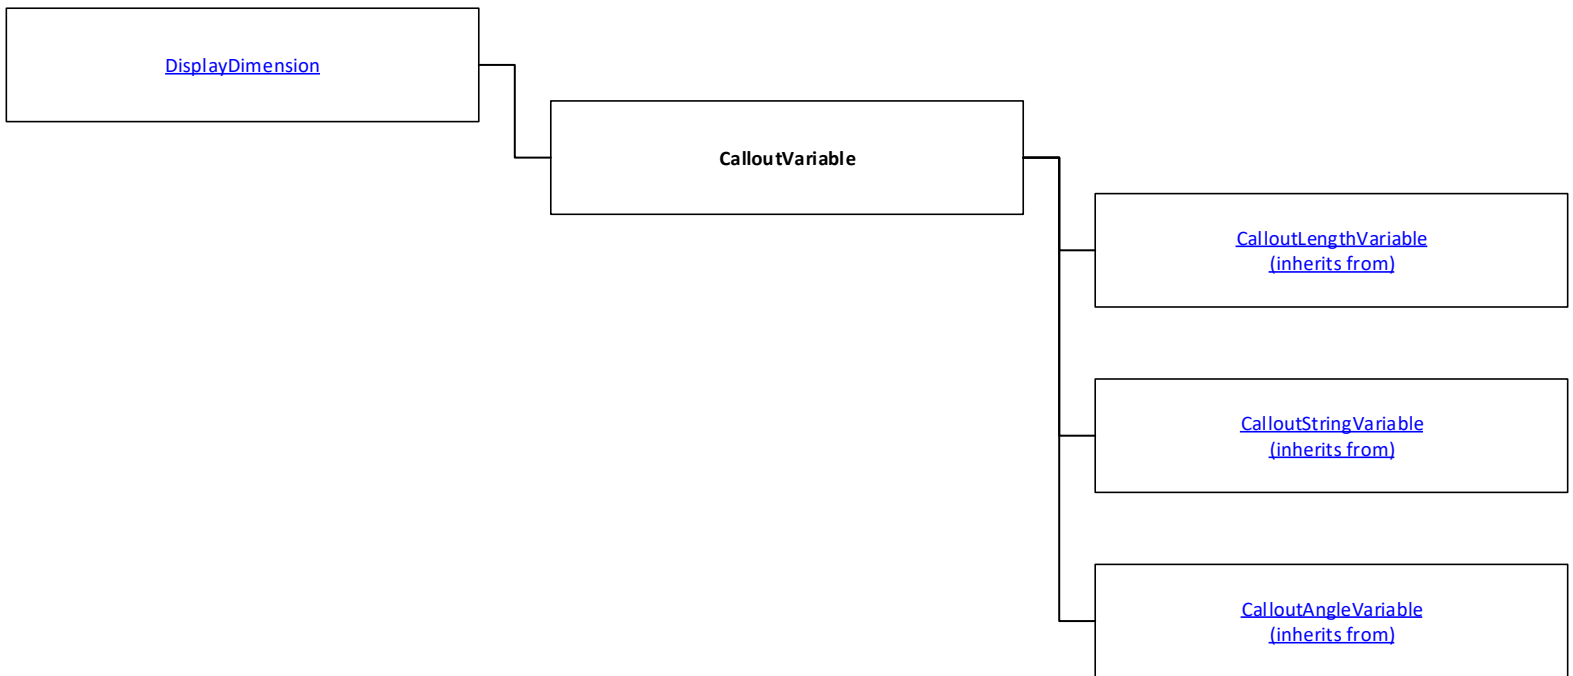 DisplayDimension
CalloutVariable
CalloutLengthVariable
(inherits from)
CalloutStringVariable
(inherits from)
CalloutAngleVariable
(inherits from)